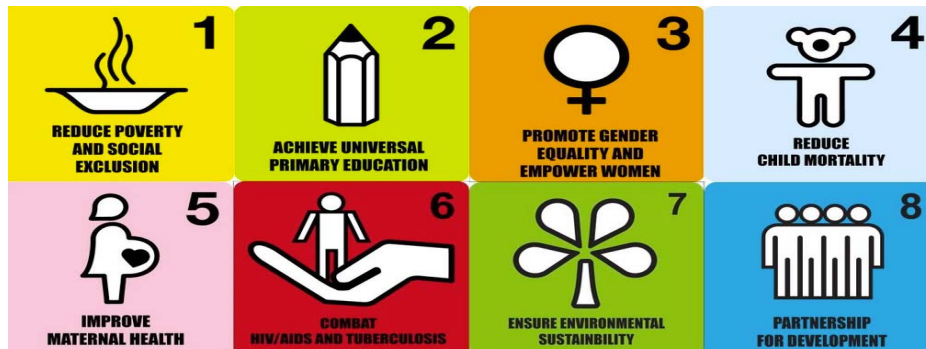 1
REDUCE POVERTY
AND SOCIAL
EXCLUSION
2
ACHIEVE UNIVERSAL
PRIMARY EDUCATION
3
PROMOTE GENDER
EQUALITY AND
EMPOWER WOMEN
4
REDUCE
CHILD MORTALITY
5
IMPROVE
MATERNAL HEALTH
6
COMBAT
HIV/AIDS AND TUBERCULOSIS
7
ENSURE ENVIRONMENTAL
SUSTAINBILITY
8
PARTNERSHIP
FOR DEVELOPMENT